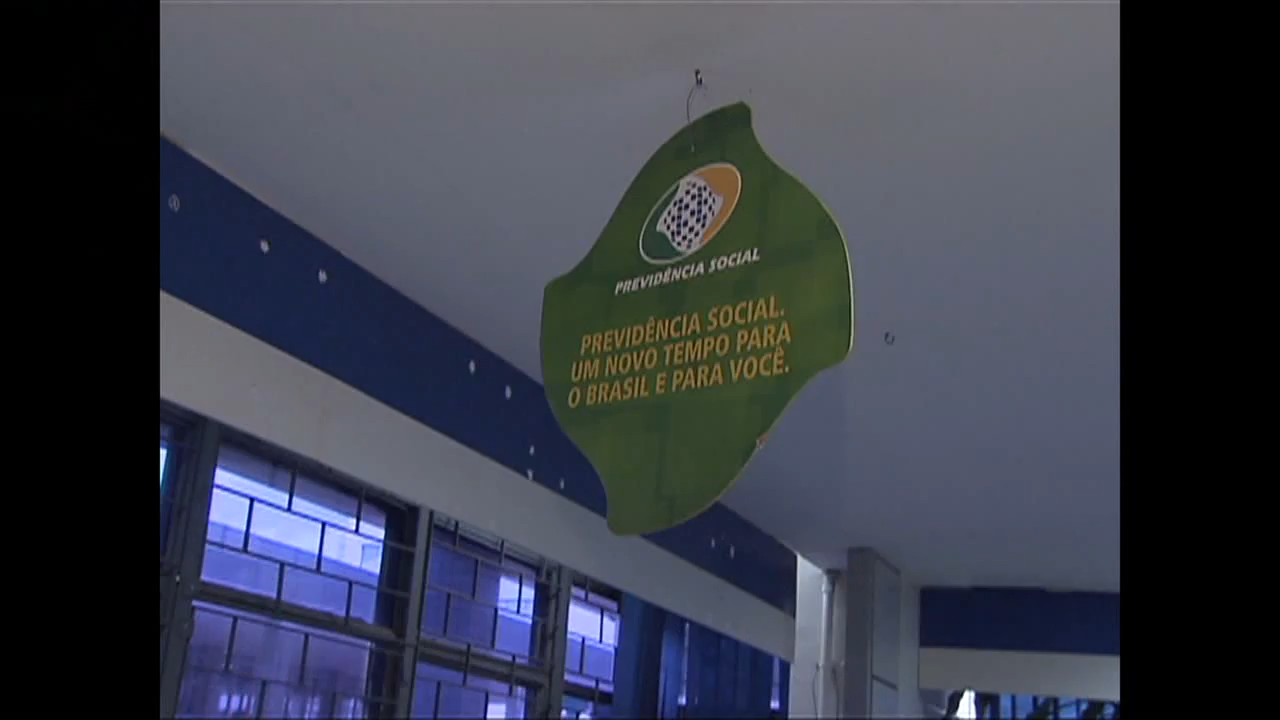 PREVIDÊNCIA SOCIAL
PREVIDÊNCIA SOCIAL.
UM NOVO TEMPO PARA
O BRASIL E PARA VOCÊ.